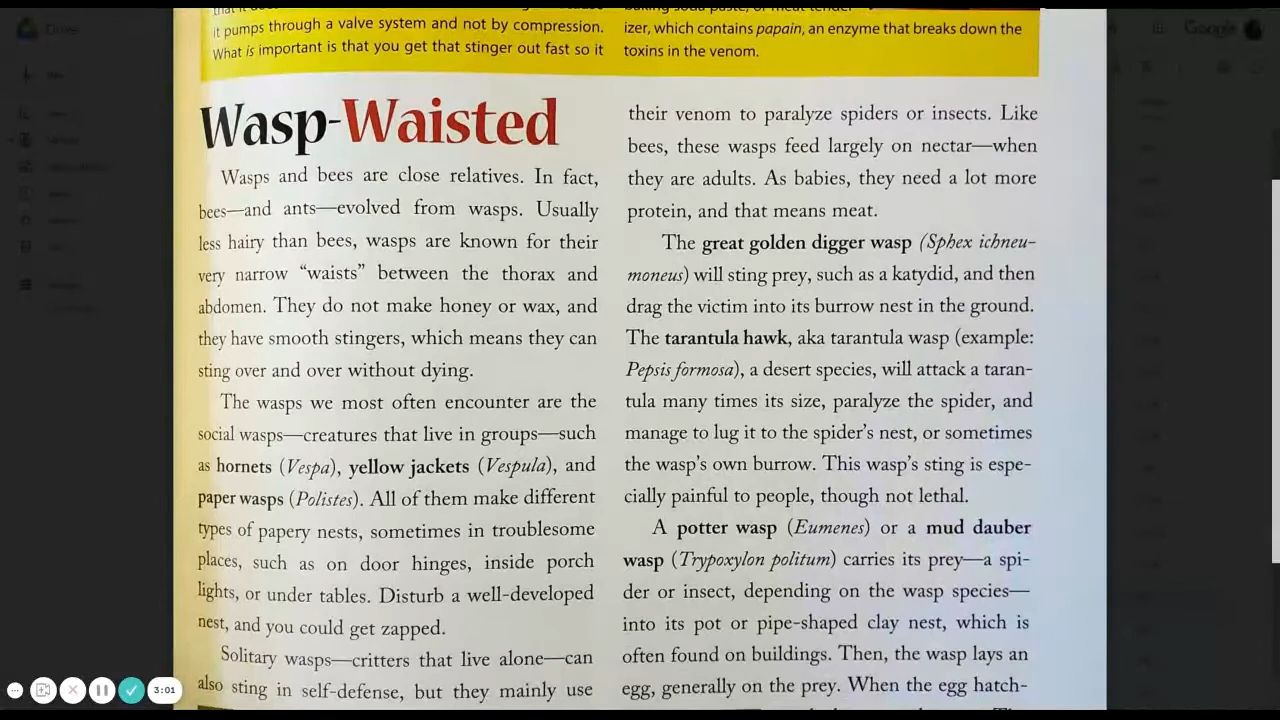 it pumps through a valve system and not by compression.
What is important is that you get that stinger out fast so it
izer, which contains papain, an enzyme that breaks down the
toxins in the venom.
Wasp-Waisted
Wasps and bees are close relatives. In fact,
bees—and ants—evolved from wasps. Usually
less hairy than bees, wasps are known for their
very narrow “waists” between the thorax and
abdomen. They do not make honey or wax, and
they have smooth stingers, which means they can
sting over and over without dying.
The wasps we most often encounter are the
social wasps—creatures that live in groups—such
as hornets (Vespa), yellow jackets (Vespula), and
paper wasps (Polistes). All of them make different
types of papery nests, sometimes in troublesome
places, such as on door hinges, inside porch
lights, or under tables. Disturb a well-developed
nest, and you could get zapped.
Solitary wasps—critters that live alone—can
also sting in self-defense, but they mainly use
their venom to paralyze spiders or insects. Like
bees, these wasps feed largely on nectar—when
they are adults. As babies, they need a lot more
protein, and that means meat.
The great golden digger wasp (Sphex ichneu-
moneus) will sting prey, such as a katydid, and then
drag the victim into its burrow nest in the ground.
The tarantula hawk, aka tarantula wasp (example:
Pepsis formosa), a desert species, will attack a taran-
tula many times its size, paralyze the spider, and
manage to lug it to the spider’s nest, or sometimes
the wasp’s own burrow. This wasp’s sting is espe-
cially painful to people, though not lethal.
A potter wasp (Eumenes) or a mud dauber
wasp (Trypoxylon politum) carries its prey—a spi-
der or insect, depending on the wasp species—
into its pot or pipe-shaped clay nest, which is
often found on buildings. Then, the wasp lays an
egg, generally on the prey. When the egg hatch-
3:01
Drive
Google